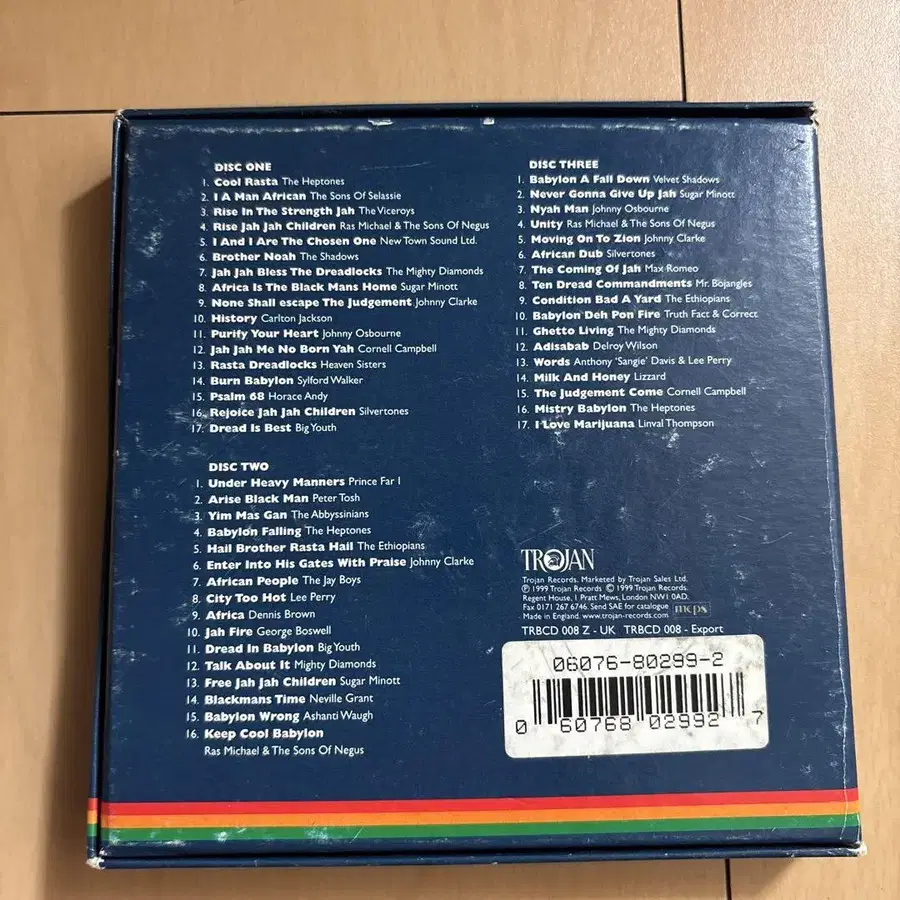 DISC ONE
1. Cool Rasta The Heptones
2. I A Man African The Sons Of Selassie
3. Rise In The Strength Jah The Viceroys
4. Rise Jah Jah Children Ras Michael & The Sons Of Negus
5. I And I Are The Chosen One New Town Sound Ltd.
6. Brother Noah The Shadows
7. Jah Jah Bless The Dreadlocks The Mighty Diamonds
8. Africa Is The Black Mans Home Sugar Minott
9. None Shall escape The Judgement Johnny Clarke
10. History Carlton Jackson
11. Purify Your Heart Johnny Osbourne
12. Jah Jah Me No Born Yah Cornell Campbell
13. Rasta Dreadlocks Heaven Sisters
14. Burn Babylon Sylford Walker
15. Psalm 68 Horace Andy
16. Rejoice Jah Jah Children Silvertones
17. Dread Is Best Big Youth
DISC TWO
1. Under Heavy Manners Prince Far I
2. Arise Black Man Peter Tosh
3. Yim Mas Gan The Abyssinians
4. Babylon Falling The Heptones
5. Hail Brother Rasta Hail The Ethiopians
6. Enter Into His Gates With Praise Johnny Clarke
7. African People The Jay Boys
8. City Too Hot Lee Perry
9. Africa Dennis Brown
10. Jah Fire George Boswell
11. Dread In Babylon Big Youth
12. Talk About It Mighty Diamonds
13. Free Jah Jah Children Sugar Minott
14. Blackmans Time Neville Grant
15. Babylon Wrong Ashanti Waugh
16. Keep Cool Babylon
Ras Michael & The Sons Of Negus
DISC THREE
1. Babylon A Fall Down Velvet Shadows
2. Never Gonna Give Up Jah Sugar Minott
3. Nyah Man Johnny Osbourne
4. Unity Ras Michael & The Sons Of Negus
5. Moving On To Zion Johnny Clarke
6. African Dub Silvertones
7. The Coming Of Jah Max Romeo
8. Ten Dread Commandments Mr. Bojangles
9. Condition Bad A Yard The Ethiopians
10. Babylon Deh Pon Fire Truth Fact & Correct
11. Ghetto Living The Mighty Diamonds
12. Adisabab Delroy Wilson
13. Words Anthony 'Sangie' Davis & Lee Perry
14. Milk And Honey Lizzard
15. The Judgement Come Cornell Campbell
16. Mistry Babylon The Heptones
17. I Love Marijuana Linval Thompson
TROJAN
Trojan Records. Marketed by Trojan Sales Ltd.
℗ 1999 Trojan Records © 1999 Trojan Records.
Regent House, 1 Pratt Mews, London NW1 0AD.
Fax 0171 267 6746. Send SAE for catalogue
Made in England. www.trojan-records.com
mcps
TRBCD 008 Z - UK TRBCD 008 - Export
06076-80299-2
0 60768 02992 7